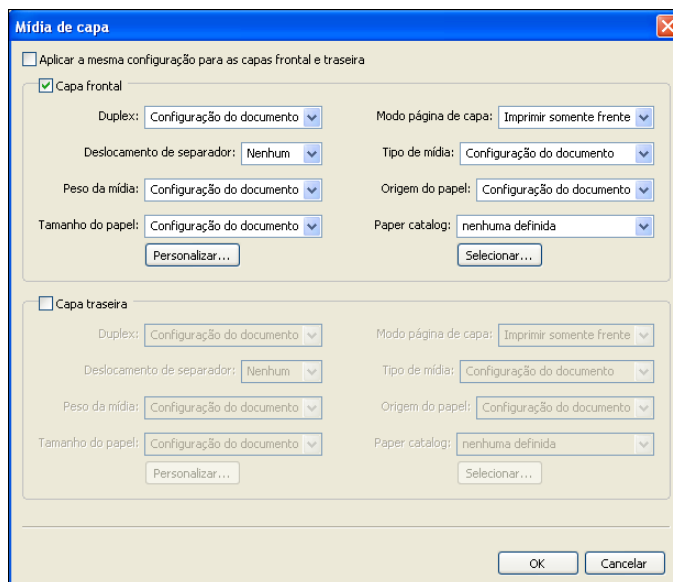 Mídia de capa
Aplicar a mesma configuração para as capas frontal e traseira
Capa frontal
Duplex: Configuração do documento Modo página de capa: Imprimir somente frente
Deslocamento de separador: Nenhum Tipo de mídia: Configuração do documento
Peso da mídia: Configuração do documento Origem do papel: Configuração do documento
Tamanho do papel: Configuração do documento Paper catalog: nenhuma definida
Personalizar... Selecionar...
Capa traseira
Duplex: Configuração do documento Modo página de capa: Imprimir somente frente
Deslocamento de separador: Nenhum Tipo de mídia: Configuração do documento
Peso da mídia: Configuração do documento Origem do papel: Configuração do documento
Tamanho do papel: Configuração do documento Paper catalog: nenhuma definida
Personalizar... Selecionar...
OK Cancelar